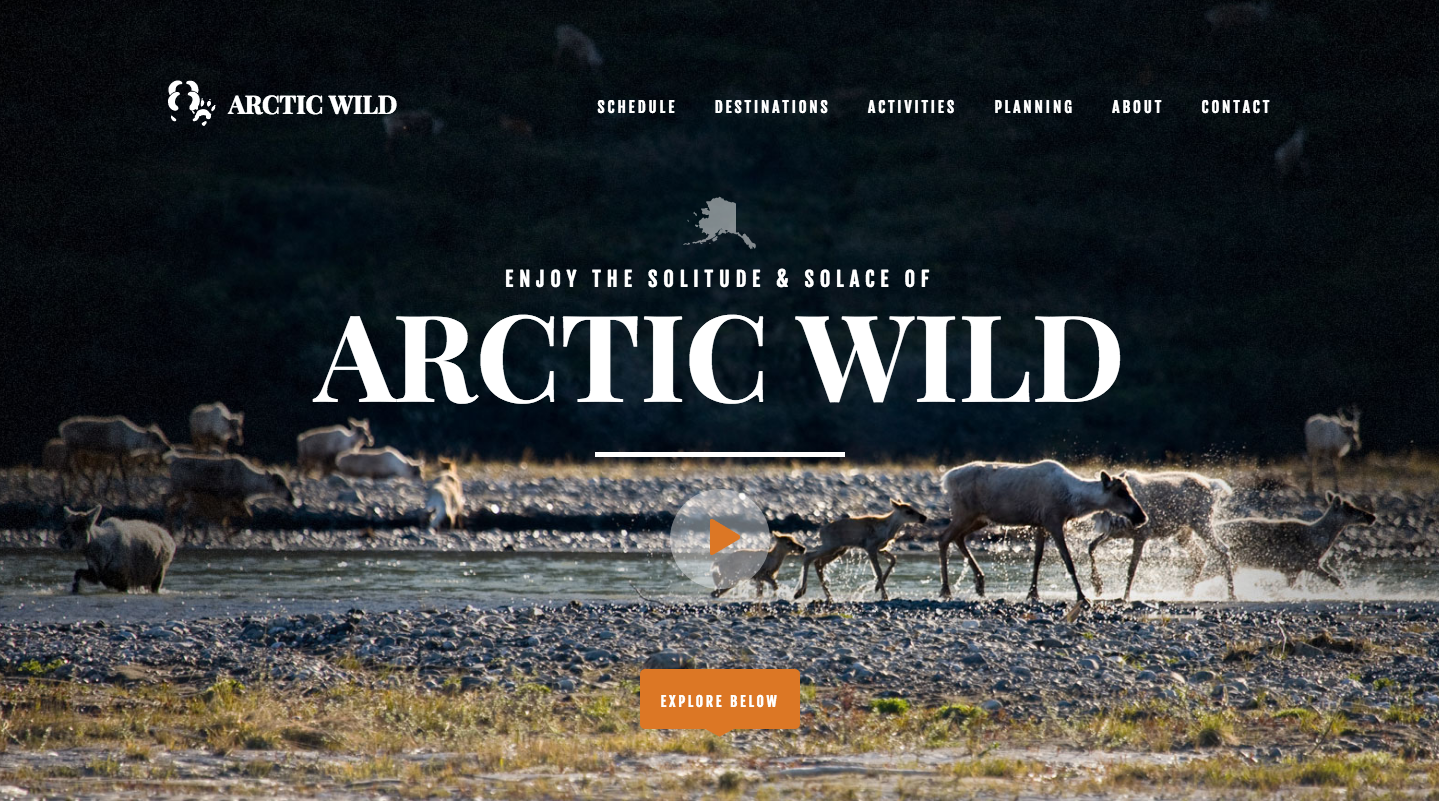 ARCTIC WILD
SCHEDULE DESTINATIONS ACTIVITIES PLANNING ABOUT CONTACT
ENJOY THE SOLITUDE & SOLACE OF
ARCTIC WILD
EXPLORE BELOW